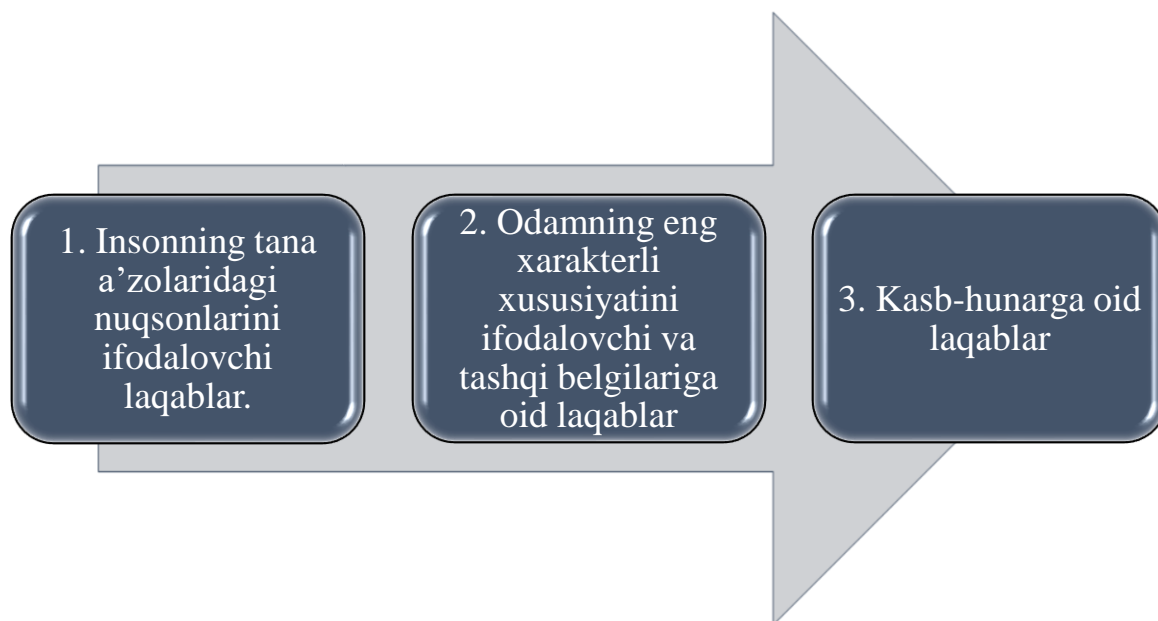 1. Insonning tana
a’zolaridagi
nuqsonlarini
ifodalovchi
laqablar.
2. Odamning eng
xarakterli
xususiyatini
ifodalovchi va
tashqi belgilariga
oid laqablar
3. Kasb-hunarga oid
laqablar